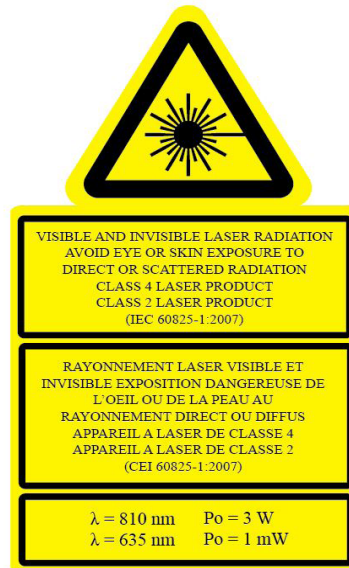 VISIBLE AND INVISIBLE LASER RADIATION
AVOID EYE OR SKIN EXPOSURE TO
DIRECT OR SCATTERED RADIATION
CLASS 4 LASER PRODUCT
CLASS 2 LASER PRODUCT
(IEC 60825-1:2007)
RAYONNEMENT LASER VISIBLE ET
INVISIBLE EXPOSITION DANGEREUSE DE
L`OEIL OU DE LA PEAU AU
RAYONNEMENT DIRECT OU DIFFUS
APPAREIL A LASER DE CLASSE 4
APPAREIL A LASER DE CLASSE 2
(CEI 60825-1:2007)
λ = 810 nm Po = 3 W
λ = 635 nm Po = 1 mW